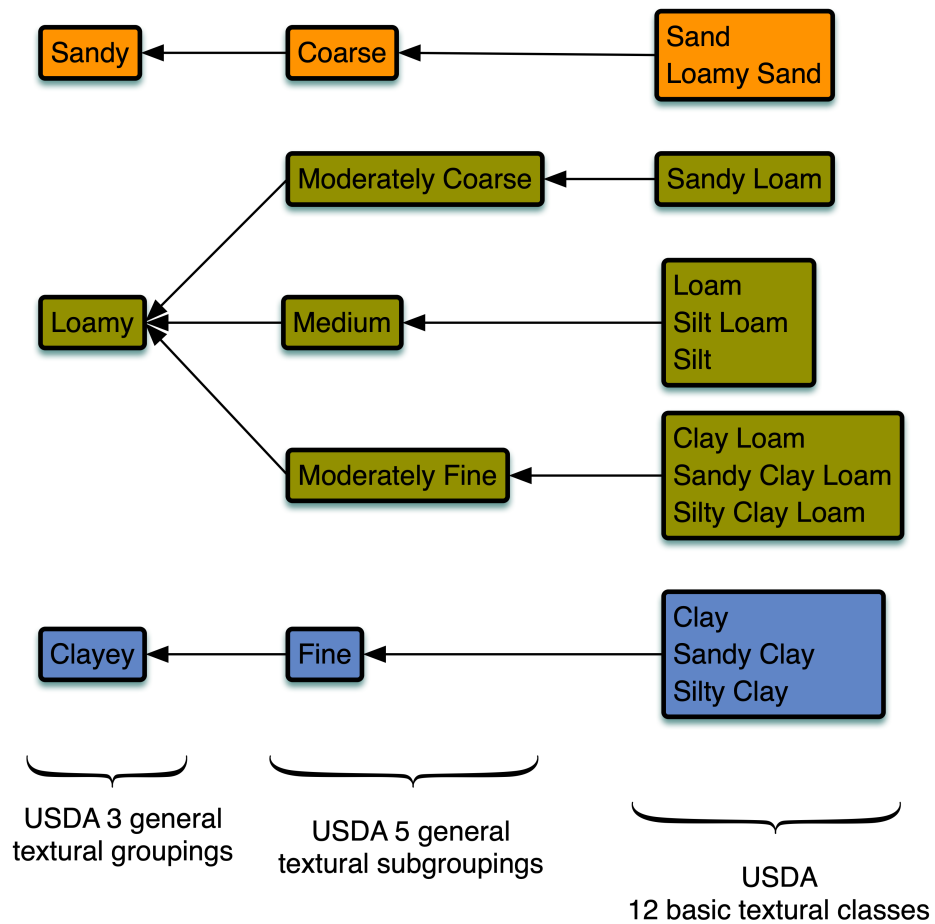 Sandy
Coarse
Sand
Loamy Sand
Moderately Coarse
Sandy Loam
Loamy
Medium
Loam
Silt Loam
Silt
Moderately Fine
Clay Loam
Sandy Clay Loam
Silty Clay Loam
Clayey
Fine
Clay
Sandy Clay
Silty Clay
USDA 3 general
textural groupings
USDA 5 general
textural subgroupings
USDA
12 basic textural classes